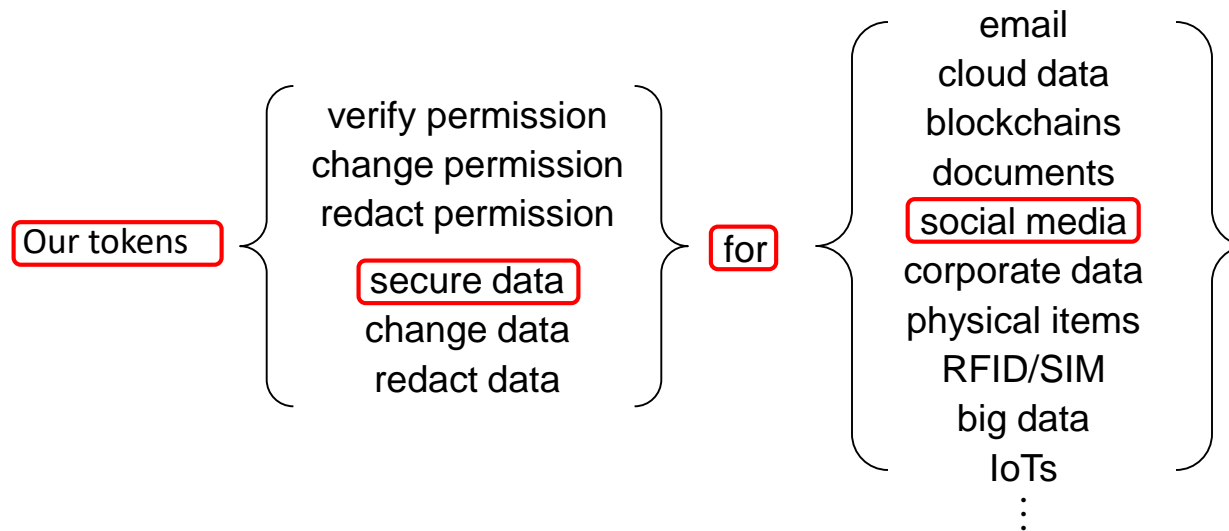 Our tokens
verify permission
change permission
redact permission
secure data
change data
redact data
for
email
cloud data
blockchains
documents
social media
corporate data
physical items
RFID/SIM
big data
IoTs
⋮